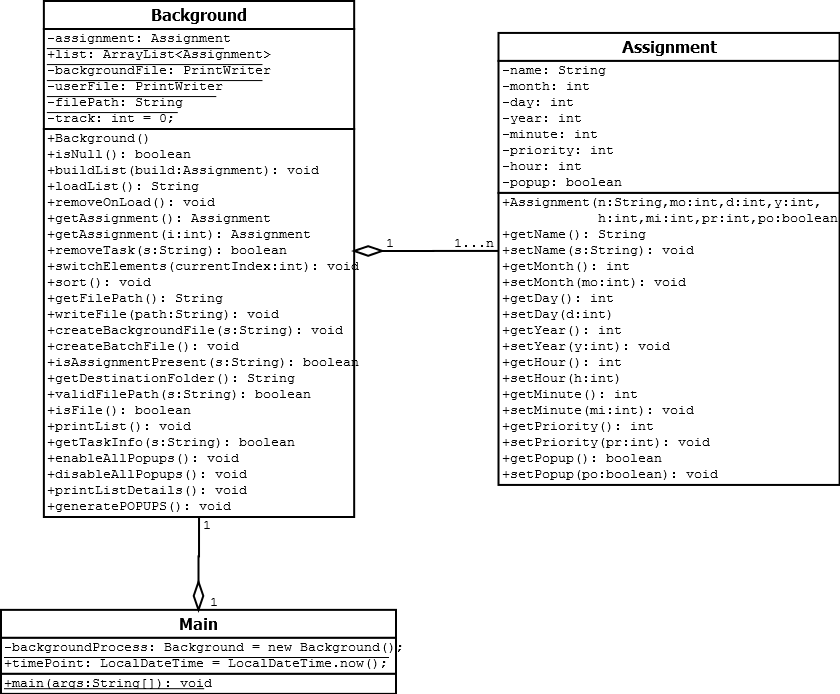 Background
-assignment: Assignment
+list: ArrayList<Assignment>
-backgroundFile: PrintWriter
-userFile: PrintWriter
-filePath: String
-track: int = 0;
+Background()
+isNull(): boolean
+buildList(build:Assignment): void
+loadList(): String
+removeOnLoad(): void
+getAssignment(): Assignment
+getAssignment(i:int): Assignment
+removeTask(s:String): boolean
+switchElements(currentIndex:int): void
+sort(): void
+getFilePath(): String
+writeFile(path:String): void
+createBackgroundFile(s:String): void
+createBatchFile(): void
+isAssignmentPresent(s:String): boolean
+getDestinationFolder(): String
+validFilePath(s:String): boolean
+isFile(): boolean
+printList(): void
+getTaskInfo(s:String): boolean
+enableAllPopups(): void
+disableAllPopups(): void
+printListDetails(): void
+generatePOPUPS(): void
1
1...n
Assignment
-name: String
-month: int
-day: int
-year: int
-minute: int
-priority: int
-hour: int
-popup: boolean
+Assignment(n:String,mo:int,d:int,y:int,
h:int,mi:int,pr:int,po:boolean
+getName(): String
+setName(s:String): void
+getMonth(): int
+setMonth(mo:int): void
+getDay(): int
+setDay(d:int)
+getYear(): int
+setYear(y:int): void
+getHour(): int
+setHour(h:int)
+getMinute(): int
+setMinute(mi:int): void
+getPriority(): int
+setPriority(pr:int): void
+getPopup(): boolean
+setPopup(po:boolean): void
1
1
Main
-backgroundProcess: Background = new Background();
+timePoint: LocalDateTime = LocalDateTime.now();
+main(args:String[]): void